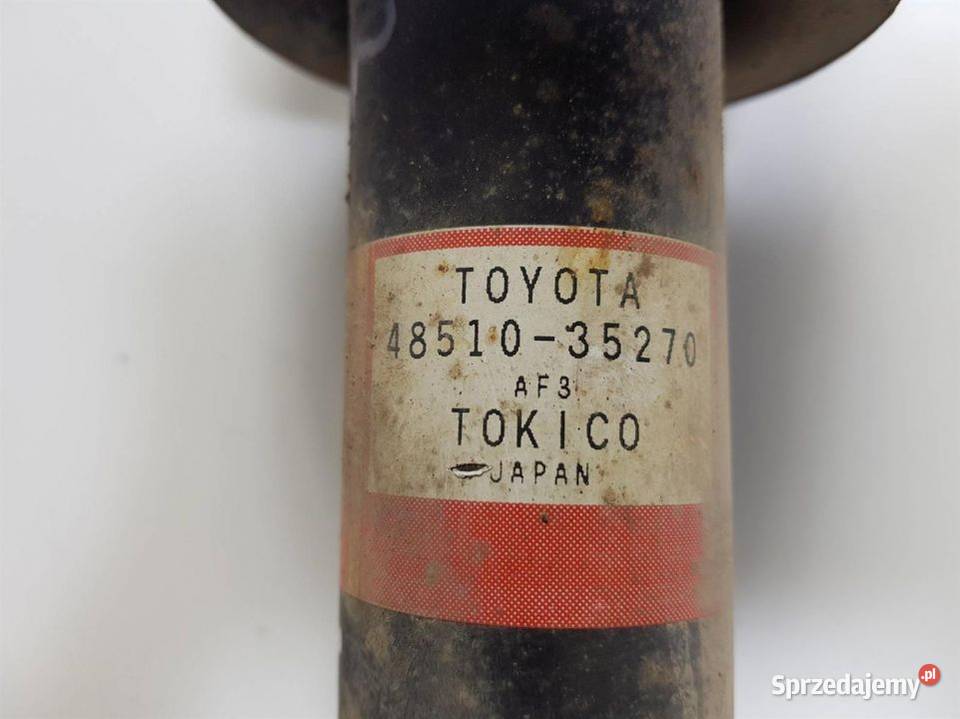 TOYOTA
48510-35270
AF3
TOKICO
JAPAN
Sprzedajemy.pl